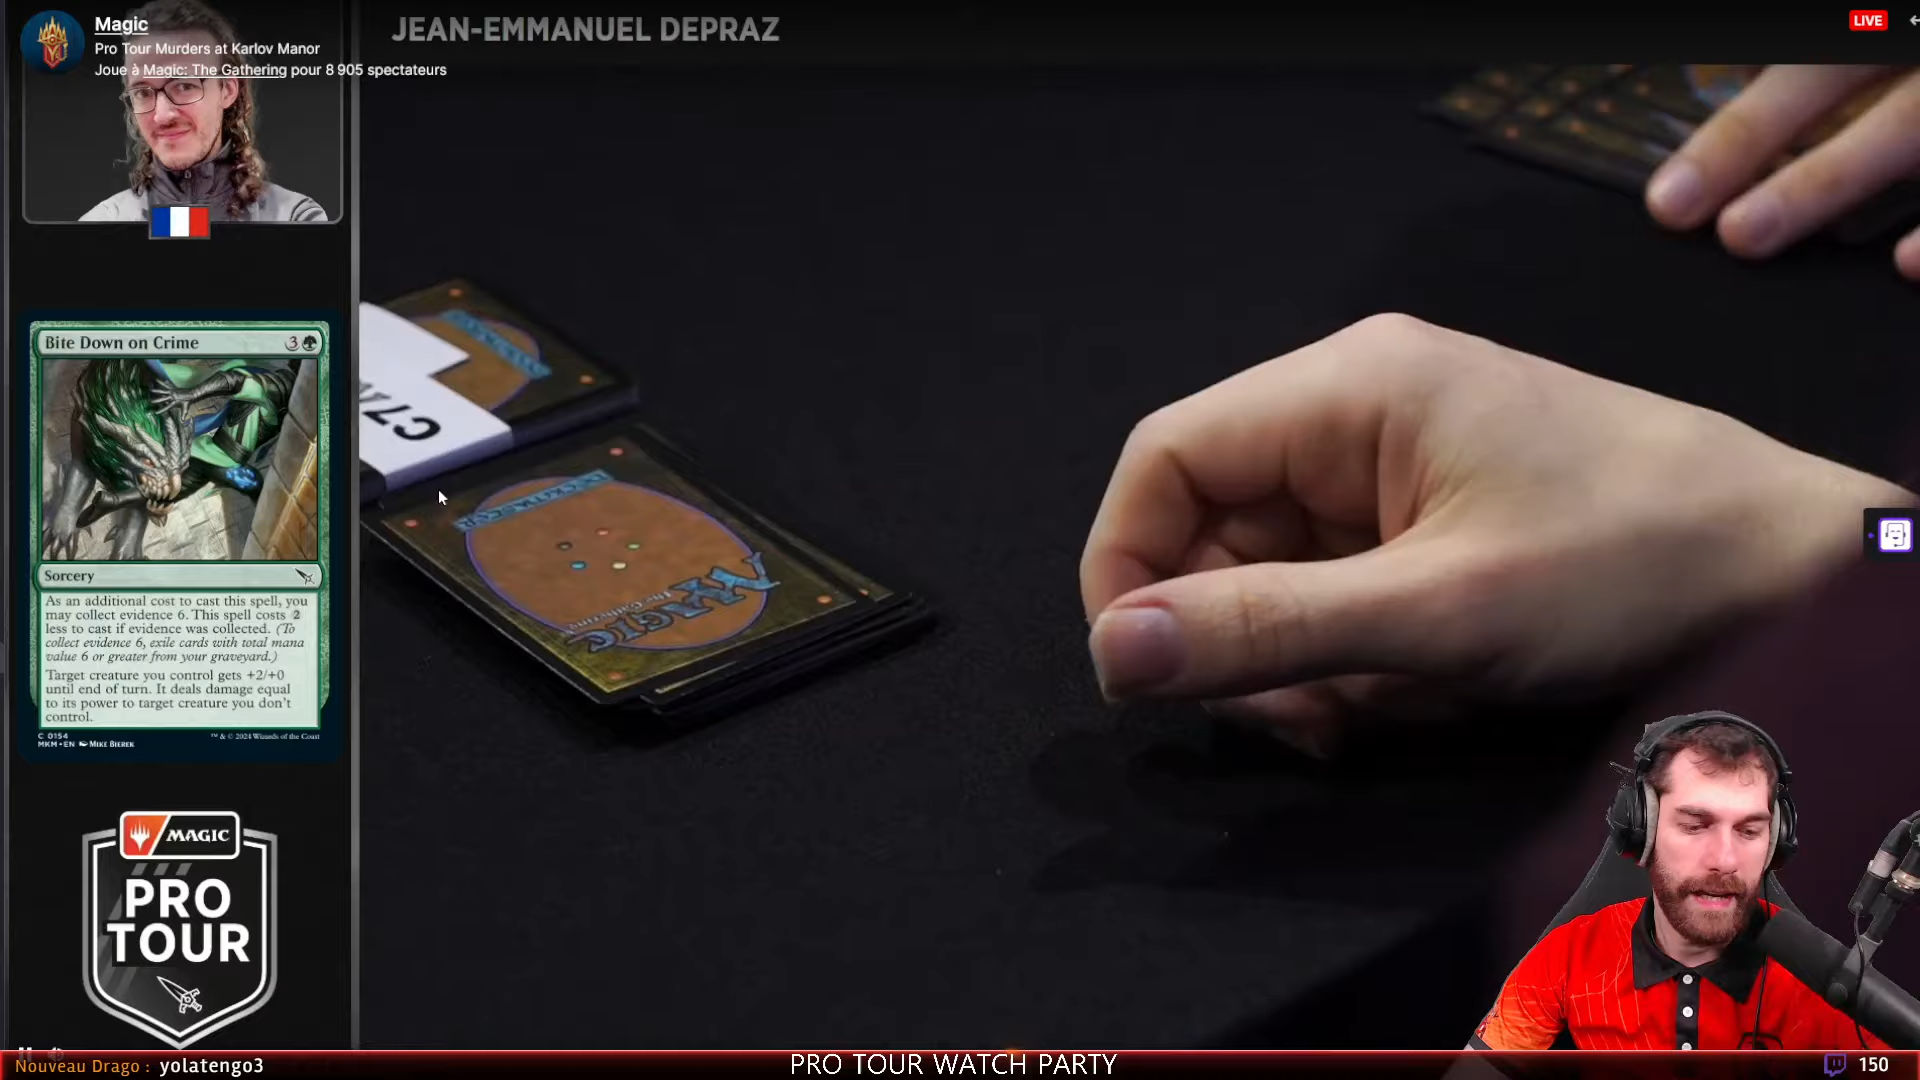 Magic
Pro Tour Murders at Karlov Manor
Joue à Magic: The Gathering pour 8 905 spectateurs
JEAN-EMMANUEL DEPRAZ
LIVE
Bite Down on Crime 3
Sorcery
As an additional cost to cast this spell, you
may collect evidence 6. This spell costs 2
less to cast if evidence was collected. (To
collect evidence 6, exile cards with total mana
value 6 or greater from your graveyard.)
Target creature you control gets +2/+0
until end of turn. It deals damage equal
to its power to target creature you don't
control.
C 0154
MKM • EN MIKE BIEREK
™ & © 2024 Wizards of the Coast
DECKMASTER
MAGIC
The Gathering
MAGIC
PRO
TOUR
Nouveau Drago : yolatengo3
PRO TOUR WATCH PARTY
150